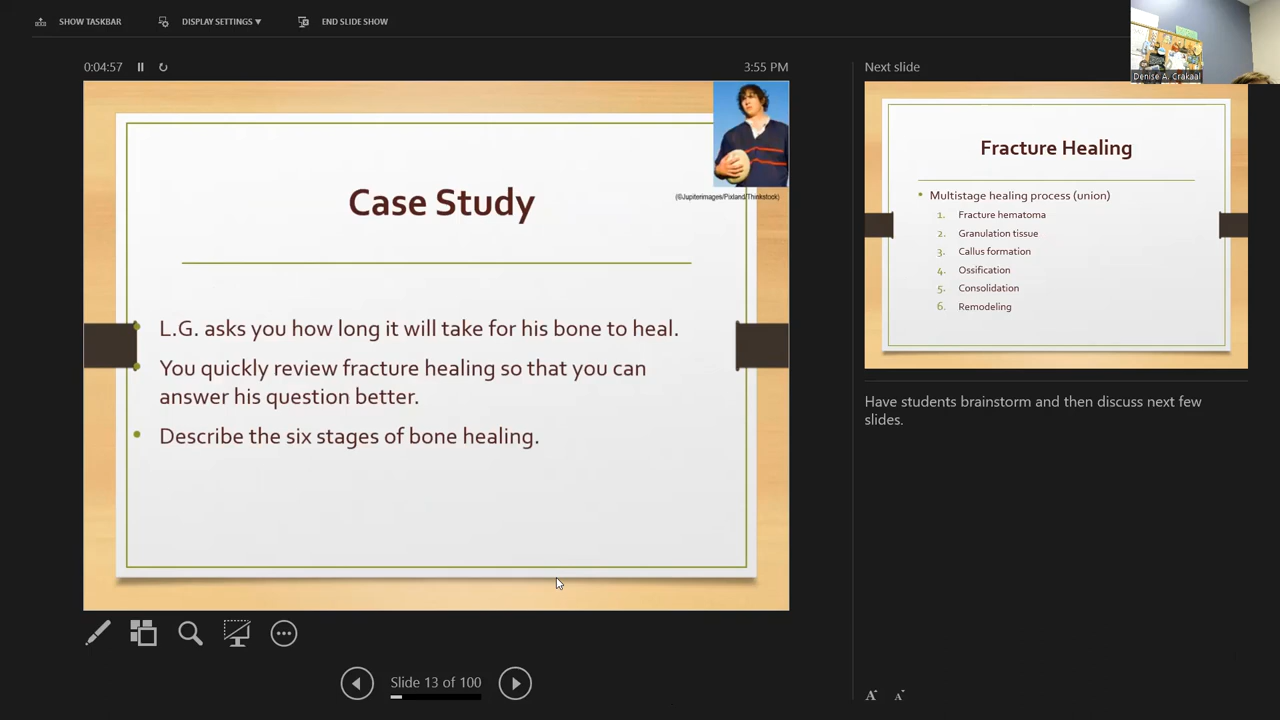 SHOW TASKBAR
DISPLAY SETTINGS ▼
END SLIDE SHOW
0:04:57
3:55 PM
(©Jupiterimages/Pixland/Thinkstock)
Case Study
• L.G. asks you how long it will take for his bone to heal.
• You quickly review fracture healing so that you can
answer his question better.
• Describe the six stages of bone healing.
Slide 13 of 100
Next slide
Denise A. Crakaal
Fracture Healing
• Multistage healing process (union)
1. Fracture hematoma
2. Granulation tissue
3. Callus formation
4. Ossification
5. Consolidation
6. Remodeling
Have students brainstorm and then discuss next few
slides.
A A